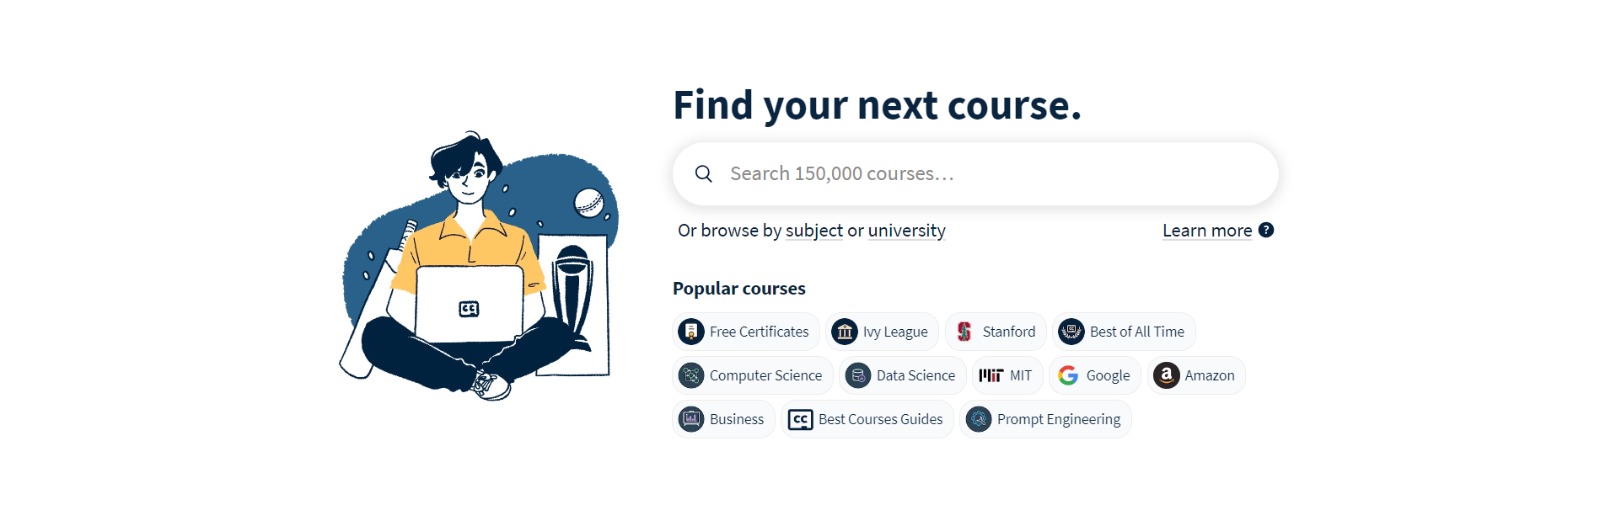 Find your next course.
Search 150,000 courses...
Or browse by subject or university
Learn more ?
Popular courses
Free Certificates
Ivy League
Stanford
Best of All Time
Computer Science
Data Science
MIT
Google
Amazon
Business
CC Best Courses Guides
Prompt Engineering
CC